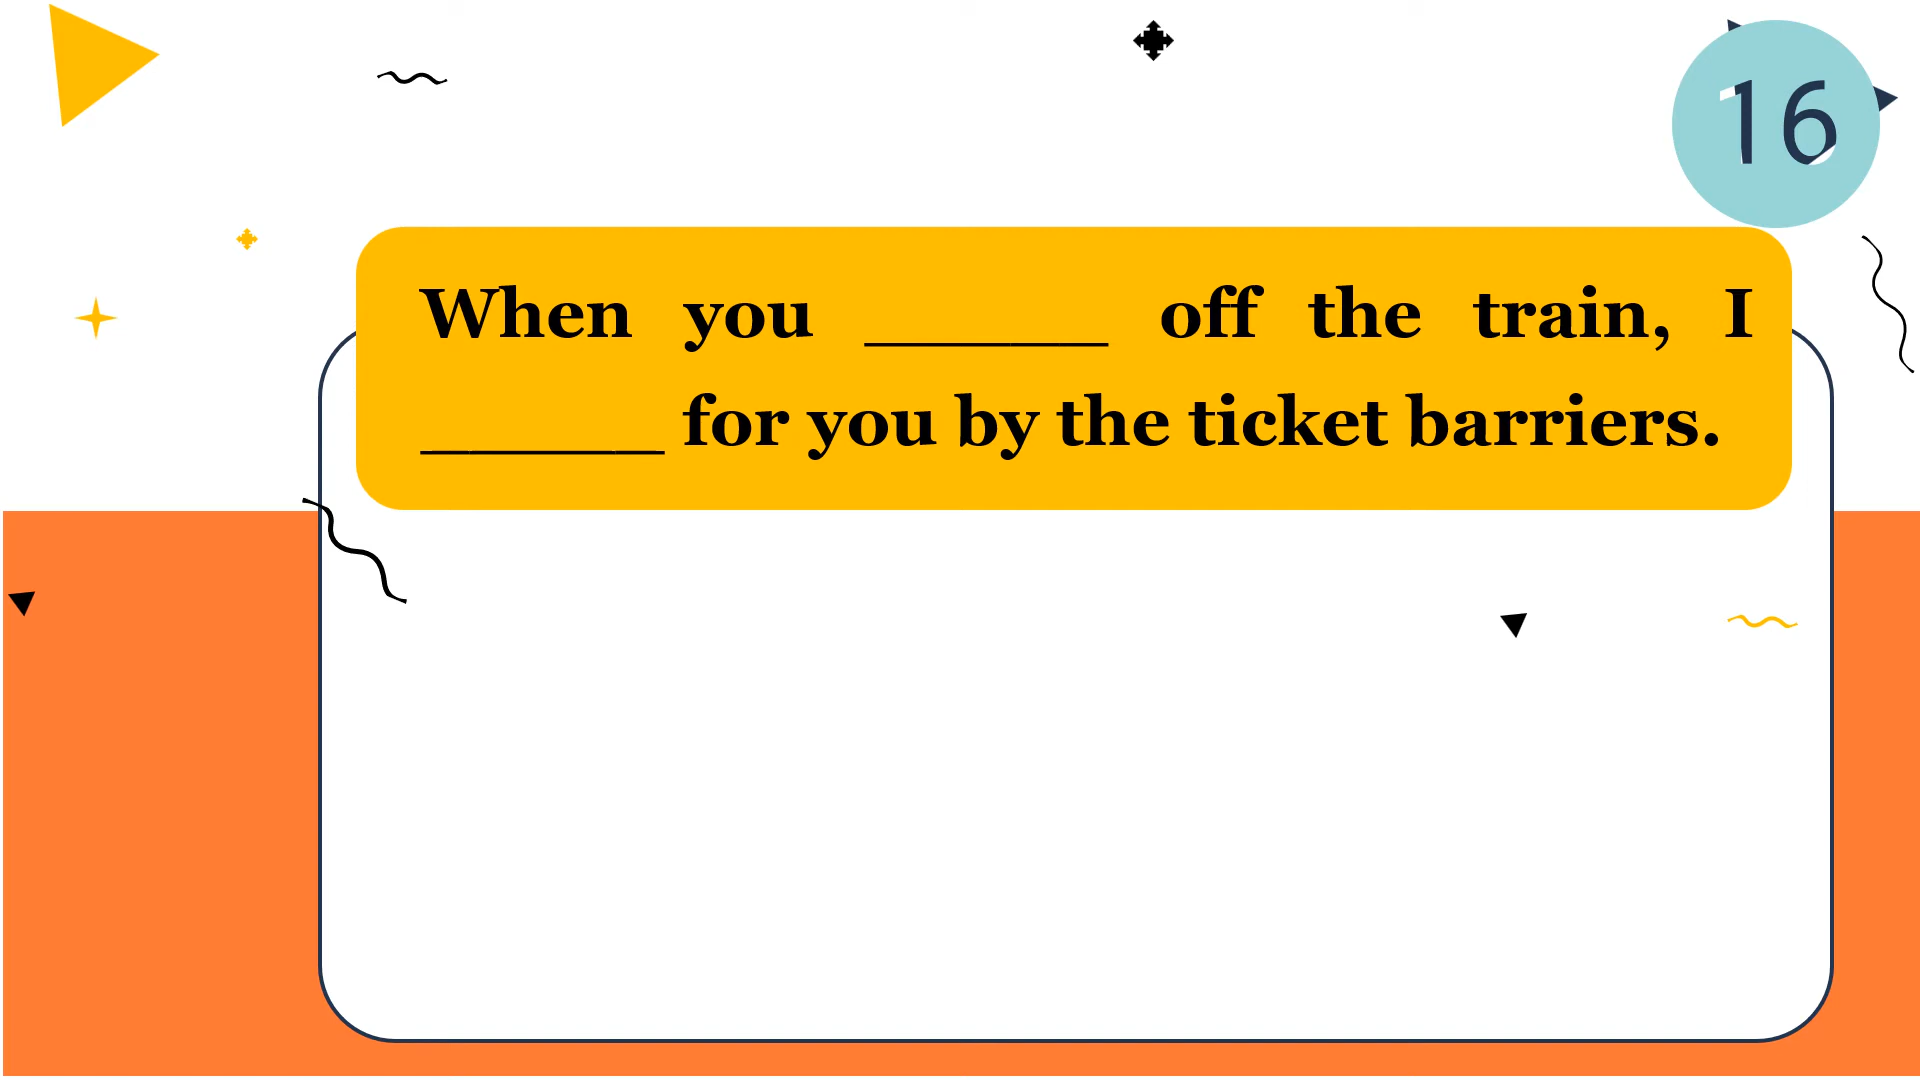 16
When you ______ off the train, I
______ for you by the ticket barriers.